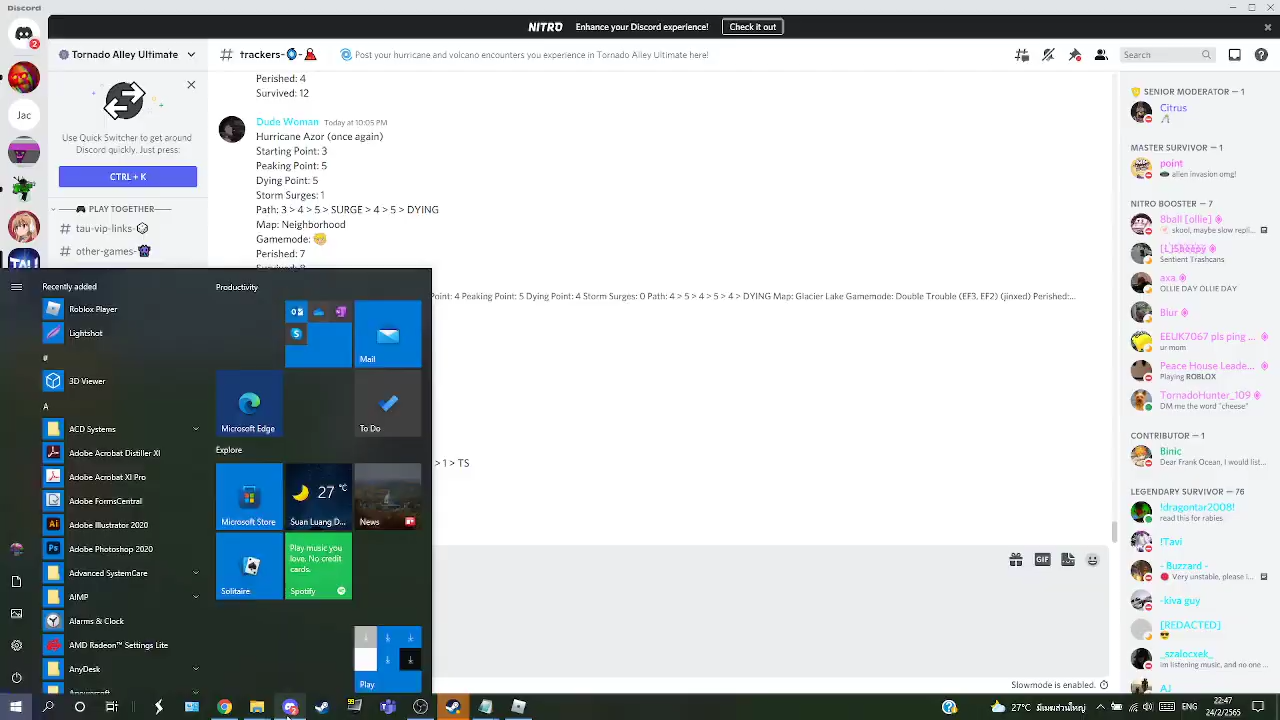 Discord
NITRO Enhance your Discord experience! Check it out
2
Tornado Alley Ultimate
# trackers-
Post your hurricane and volcano encounters you experience in Tornado Alley Ultimate here!
Search
Jac
Use Quick Switcher to get around
Discord quickly. Just press:
CTRL + K
PLAY TOGETHER
# tau-vip-links
# other-games-
Perished: 4
Survived: 12
Dude Woman Today at 10:05 PM
Hurricane Azor (once again)
Starting Point: 3
Peaking Point: 5
Dying Point: 5
Storm Surges: 1
Path: 3 > 4 > 5 > SURGE > 4 > 5 > DYING
Map: Neighborhood
Gamemode:
Perished: 7
Point: 4 Peaking Point: 5 Dying Point: 4 Storm Surges: 0 Path: 4 > 5 > 4 > 5 > 4 > DYING Map: Glacier Lake Gamemode: Double Trouble (EF3, EF2) (jinxed) Perished:...
> 1 > TS
GIF
Slowmode is enabled.
SENIOR MODERATOR — 1
Citrus
MASTER SURVIVOR — 1
point
alien invasion omg!
NITRO BOOSTER — 7
8ball [ollie]
skool, maybe slow repli...
[L]Sheepy
Sentient Trashcans
axa
OLLIE DAY OLLIE DAY
Blur
EEUK7067 pls ping ...
ur mom
Peace House Leade...
Playing ROBLOX
TornadoHunter_109
DM me the word "cheese"
CONTRIBUTOR — 1
Binic
Dear Frank Ocean, I would list...
LEGENDARY SURVIVOR — 76
!dragontar2008!
read this for rabies
!Tavi
- Buzzard -
Very unstable, please i...
-kiva guy
[REDACTED]
_szalocxek_
im listening music, and no one ...
AJ
Recently added
Roblox Player
Lightshot
#
3D Viewer
A
ACD Systems
Adobe Acrobat Distiller XI
Adobe Acrobat XI Pro
Adobe FormsCentral
Adobe Illustrator 2020
Adobe Photoshop 2020
AdvancedSystemCare
AMP
Alarms & Clock
AMD Radeon™ Settings Lite
AnyDesk
Productivity
Mail
Microsoft Edge
To Do
Explore
Microsoft Store
27°C
Suan Luang D...
News
Solitaire
Play music you
love. No credit
cards.
Spotify
Play
27°C
ENG
22:47
24/2/2565